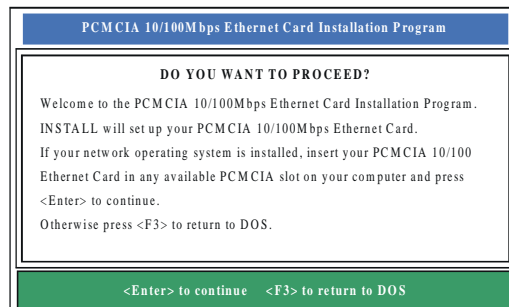 PCMCIA 10/100Mbps Ethernet Card Installation Program
DO YOU WANT TO PROCEED?
Welcome to the PCMCIA 10/100Mbps Ethernet Card Installation Program.
INSTALL will set up your PCMCIA 10/100Mbps Ethernet Card.
If your network operating system is installed, insert your PCMCIA 10/100
Ethernet Card in any available PCMCIA slot on your computer and press
<Enter> to continue.
Otherwise press <F3> to return to DOS.
<Enter> to continue <F3> to return to DOS